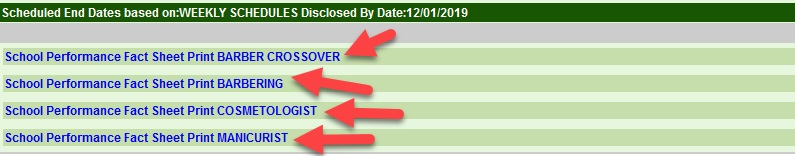 Scheduled End Dates based on:WEEKLY SCHEDULES Disclosed By Date:12/01/2019
School Performance Fact Sheet Print BARBER CROSSOVER
School Performance Fact Sheet Print BARBERING
School Performance Fact Sheet Print COSMETOLOGIST
School Performance Fact Sheet Print MANICURIST